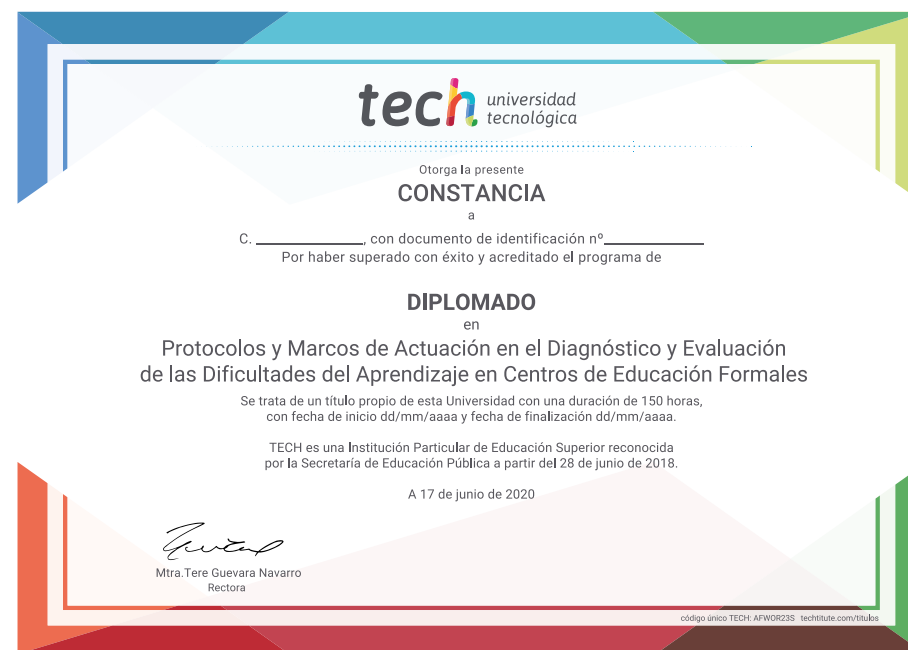 tech universidad
tecnológica
Otorga la presente
CONSTANCIA
a
C. ____________, con documento de identificación nº____________
Por haber superado con éxito y acreditado el programa de
DIPLOMADO
en
Protocolos y Marcos de Actuación en el Diagnóstico y Evaluación
de las Dificultades del Aprendizaje en Centros de Educación Formales
Se trata de un título propio de esta Universidad con una duración de 150 horas,
con fecha de inicio dd/mm/aaaa y fecha de finalización dd/mm/aaaa.
TECH es una Institución Particular de Educación Superior reconocida
por la Secretaría de Educación Pública a partir del 28 de junio de 2018.
A 17 de junio de 2020
Mtra.Tere Guevara Navarro
Rectora
código único TECH: AFWOR23S techtitute.com/titulos